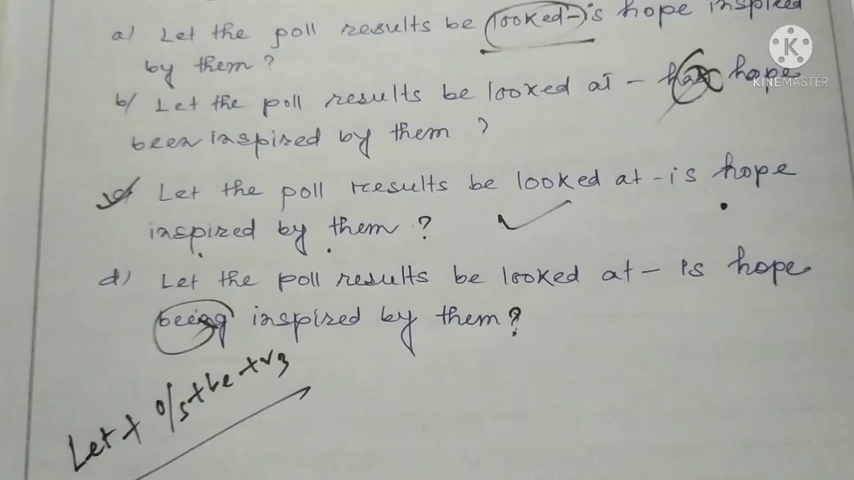 a) Let the poll results be looked - is hope inspired
by them?
b) Let the poll results be looked at - has hope
been inspired by them?
c) Let the poll results be looked at - is hope
inspired by them?
d) Let the poll results be looked at - is hope
being inspired by them?
Let + o/s + be + v3
K
KINEMASTER